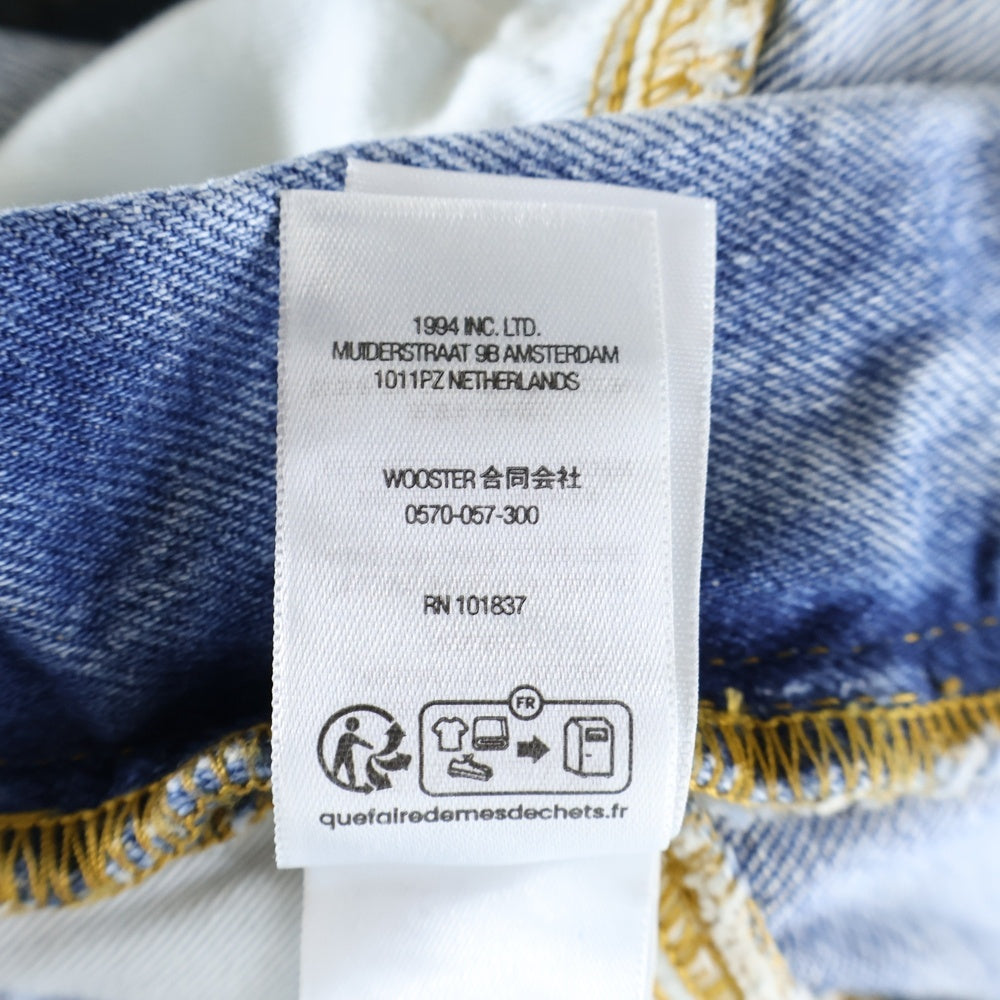 1994 INC. LTD.
MUIDERSTRAAT 9B AMSTERDAM
1011PZ NETHERLANDS
WOOSTER 合同会社
0570-057-300
RN 101837
FR
quefairedemesdechets.fr